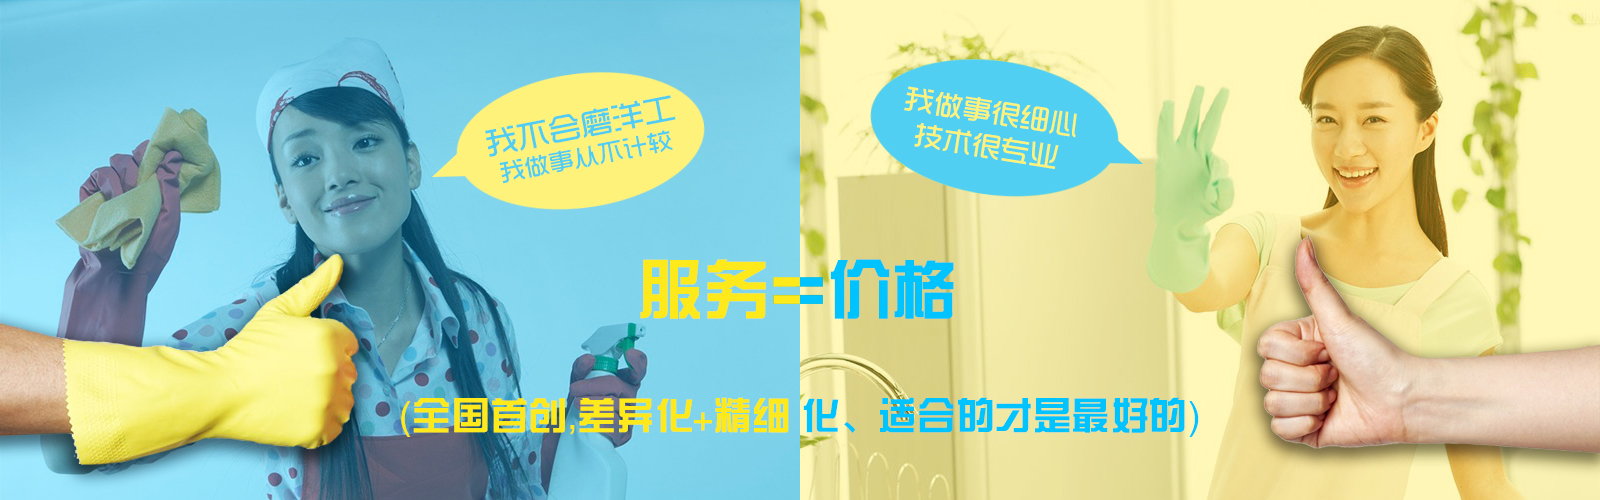 我不会磨洋工
我做事从不计较
我做事很细心
技术很专业
服务=价格
(全国首创,差异化+精细 化、适合的才是最好的)